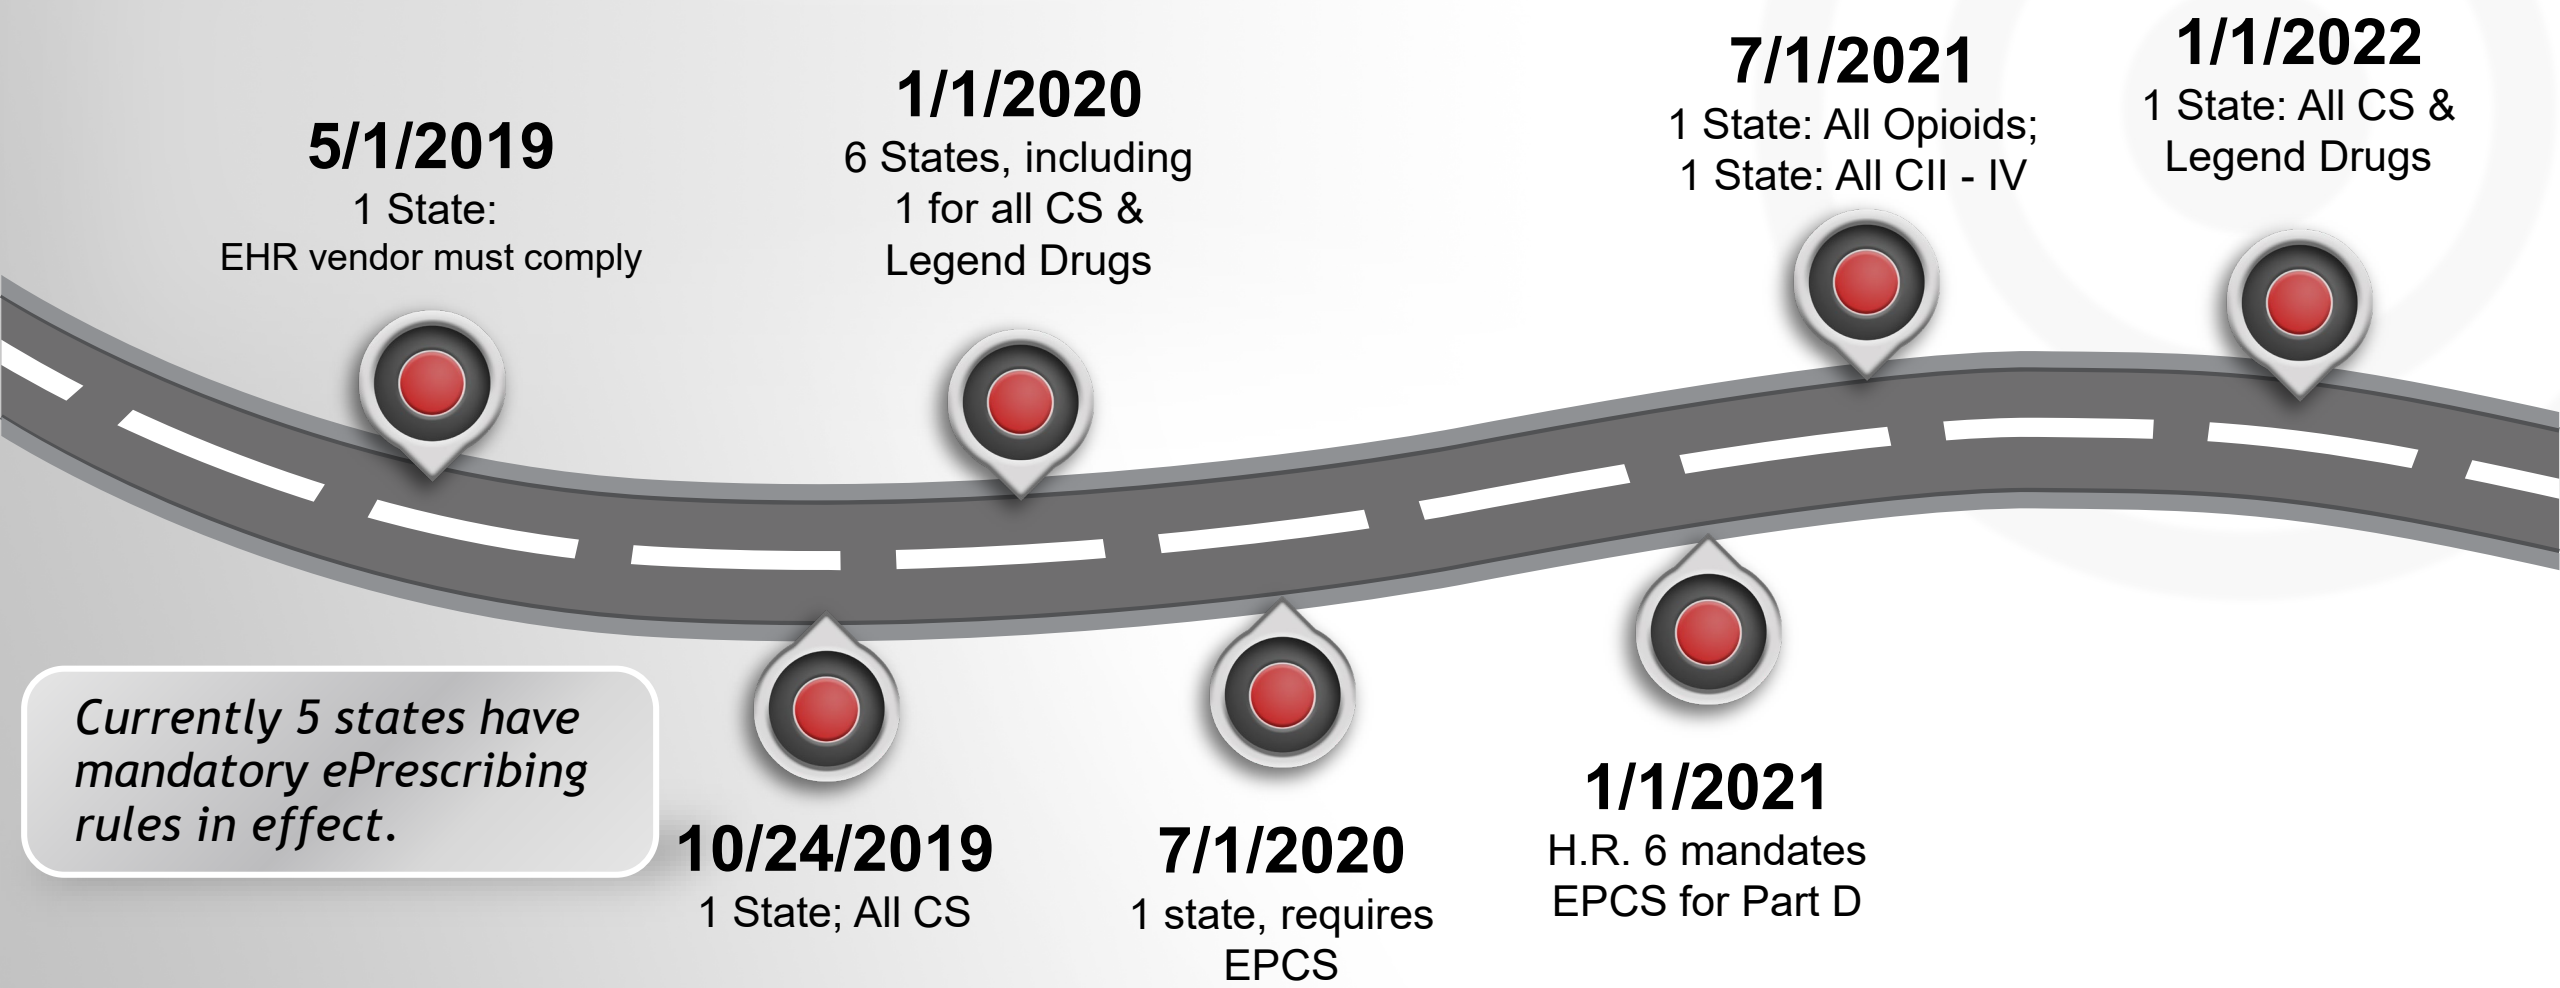 5/1/2019
1 State:
EHR vendor must comply
1/1/2020
6 States, including
1 for all CS &
Legend Drugs
7/1/2021
1 State: All Opioids;
1 State: All CII - IV
1/1/2022
1 State: All CS &
Legend Drugs
Currently 5 states have
mandatory ePrescribing
rules in effect.
10/24/2019
1 State; All CS
7/1/2020
1 state, requires
EPCS
1/1/2021
H.R. 6 mandates
EPCS for Part D